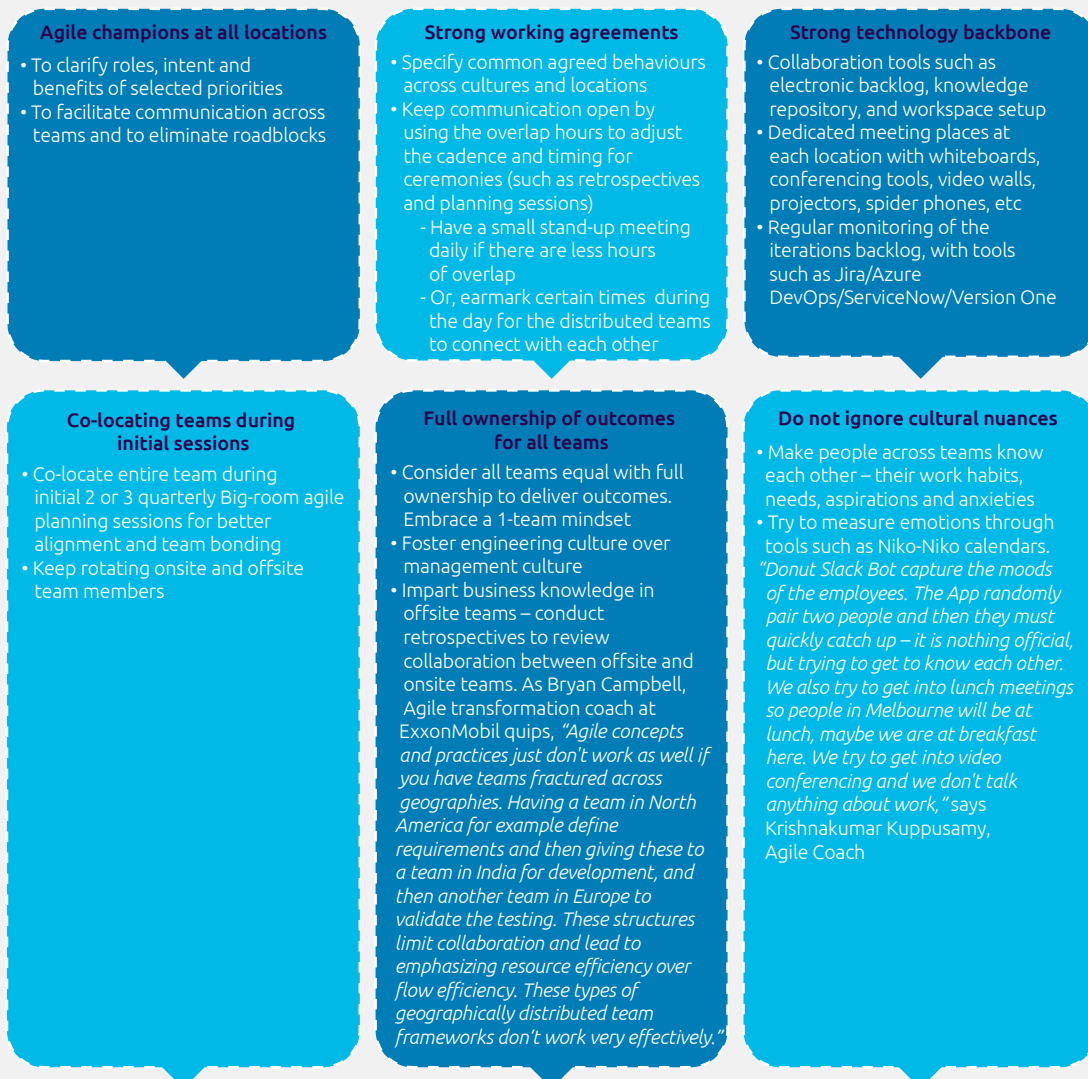 Agile champions at all locations
• To clarify roles, intent and
benefits of selected priorities
• To facilitate communication across
teams and to eliminate roadblocks
Strong working agreements
• Specify common agreed behaviours
across cultures and locations
• Keep communication open by
using the overlap hours to adjust
the cadence and timing for
ceremonies (such as retrospectives
and planning sessions)
- Have a small stand-up meeting
daily if there are less hours
of overlap
- Or, earmark certain times during
the day for the distributed teams
to connect with each other
Strong technology backbone
• Collaboration tools such as
electronic backlog, knowledge
repository, and workspace setup
• Dedicated meeting places at
each location with whiteboards,
conferencing tools, video walls,
projectors, spider phones, etc
• Regular monitoring of the
iterations backlog, with tools
such as Jira/Azure
DevOps/ServiceNow/Version One
Co-locating teams during
initial sessions
• Co-locate entire team during
initial 2 or 3 quarterly Big-room agile
planning sessions for better
alignment and team bonding
• Keep rotating onsite and offsite
team members
Full ownership of outcomes
for all teams
• Consider all teams equal with full
ownership to deliver outcomes.
Embrace a 1-team mindset
• Foster engineering culture over
management culture
• Impart business knowledge in
offsite teams – conduct
retrospectives to review
collaboration between offsite and
onsite teams. As Bryan Campbell,
Agile transformation coach at
ExxonMobil quips, "Agile concepts
and practices just don't work as well if
you have teams fractured across
geographies. Having a team in North
America for example define
requirements and then giving these to
a team in India for development, and
then another team in Europe to
validate the testing. These structures
limit collaboration and lead to
emphasizing resource efficiency over
flow efficiency. These types of
geographically distributed team
frameworks don't work very effectively."
Do not ignore cultural nuances
• Make people across teams know
each other – their work habits,
needs, aspirations and anxieties
• Try to measure emotions through
tools such as Niko-Niko calendars.
"Donut Slack Bot capture the moods
of the employees. The App randomly
pair two people and then they must
quickly catch up – it is nothing official,
but trying to get to know each other.
We also try to get into lunch meetings
so people in Melbourne will be at
lunch, maybe we are at breakfast
here. We try to get into video
conferencing and we don't talk
anything about work," says
Krishnakumar Kuppusamy,
Agile Coach